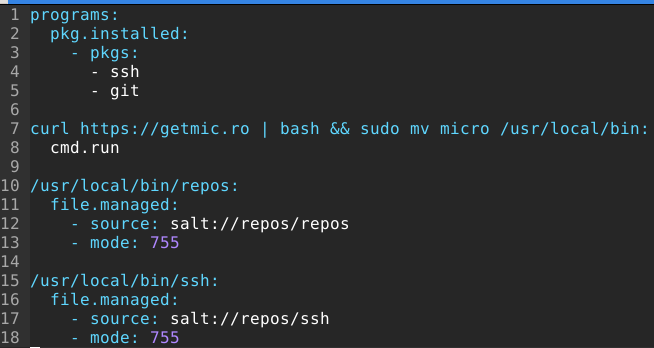 1 programs:
2   pkg.installed:
3     - pkgs:
4       - ssh
5       - git
6
7 curl https://getmic.ro | bash && sudo mv micro /usr/local/bin:
8   cmd.run
9
10 /usr/local/bin/repos:
11   file.managed:
12     - source: salt://repos/repos
13     - mode: 755
14
15 /usr/local/bin/ssh:
16   file.managed:
17     - source: salt://repos/ssh
18     - mode: 755